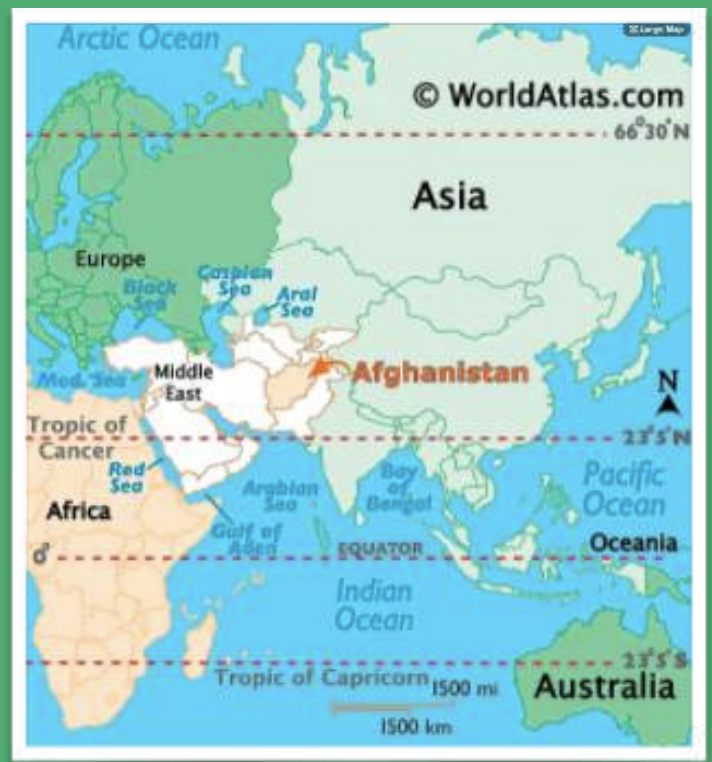 Arctic Ocean
Large Map
© WorldAtlas.com
66°30'N
Asia
Europe
Black
Sea
Caspian
Sea
Aral
Sea
Med. Sea
Middle
East
Afghanistan
N
Tropic of
Cancer
23°5'N
Red
Sea
Arabian
Sea
Bay
of
Bengal
Pacific
Ocean
Africa
Gulf of
Aden
EQUATOR
Oceania
0°
Indian
Ocean
23°5'S
Tropic of Capricorn
1500 mi
Australia
1500 km